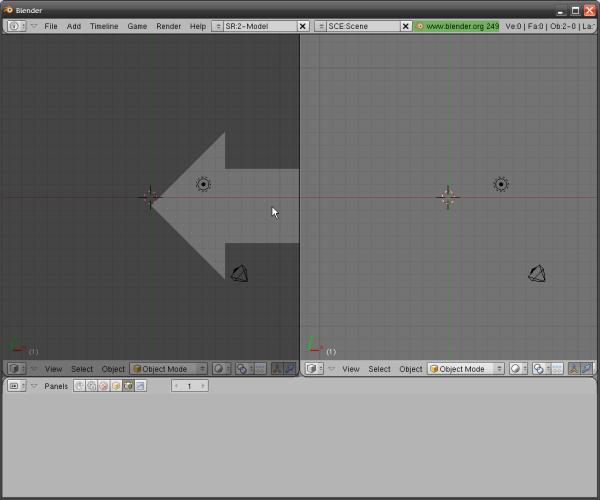 Blender
File Add Timeline Game Render Help SR:2-Model SCE:Scene www.blender.org 249 Ve:0 | Fa:0 | Ob:2-0 | La:
(1) (1)
View Select Object Object Mode View Select Object Object Mode
Panels 1